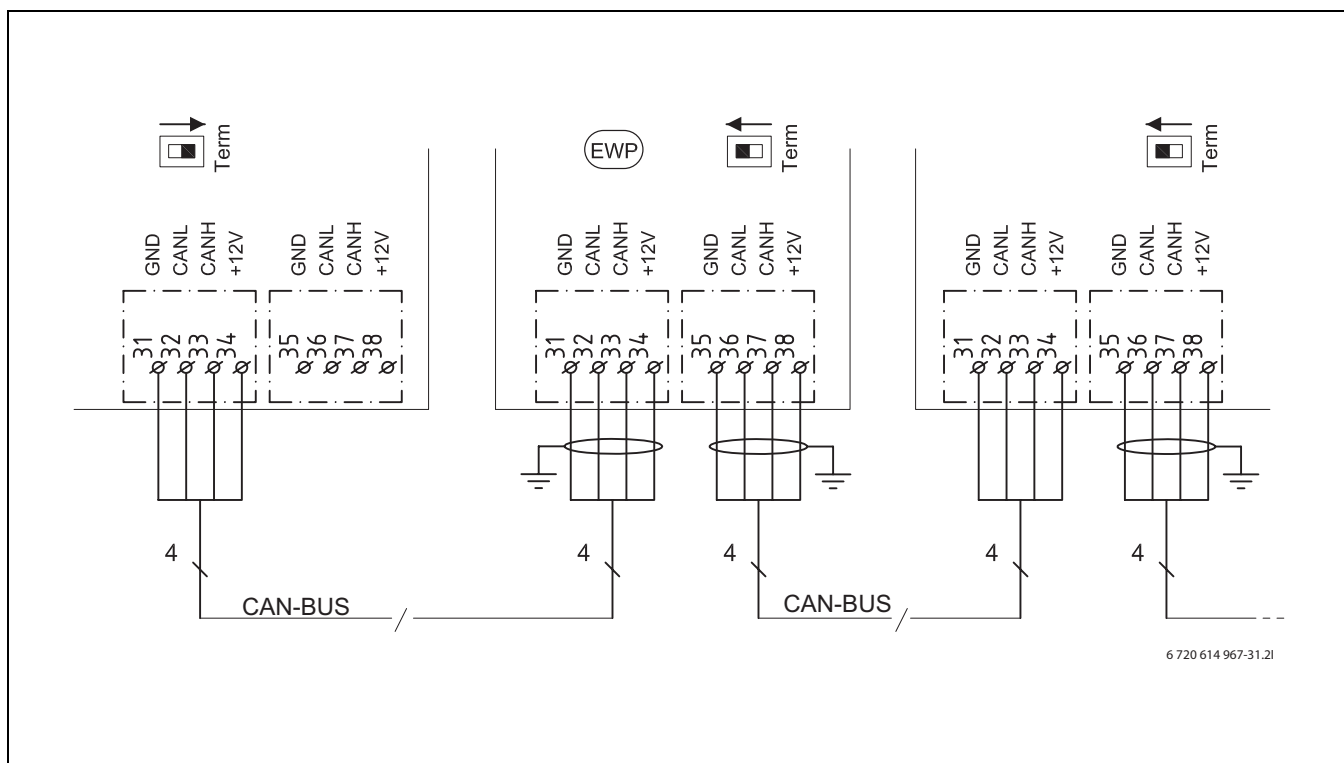 Term
EWP
Term
Term
GND CANL CANH +12V
GND CANL CANH +12V
GND CANL CANH +12V
GND CANL CANH +12V
GND CANL CANH +12V
GND CANL CANH +12V
31 32 33 34
35 36 37 38
31 32 33 34
35 36 37 38
31 32 33 34
35 36 37 38
4
4
4
4
4
CAN-BUS
CAN-BUS
6 720 614 967-31.2I